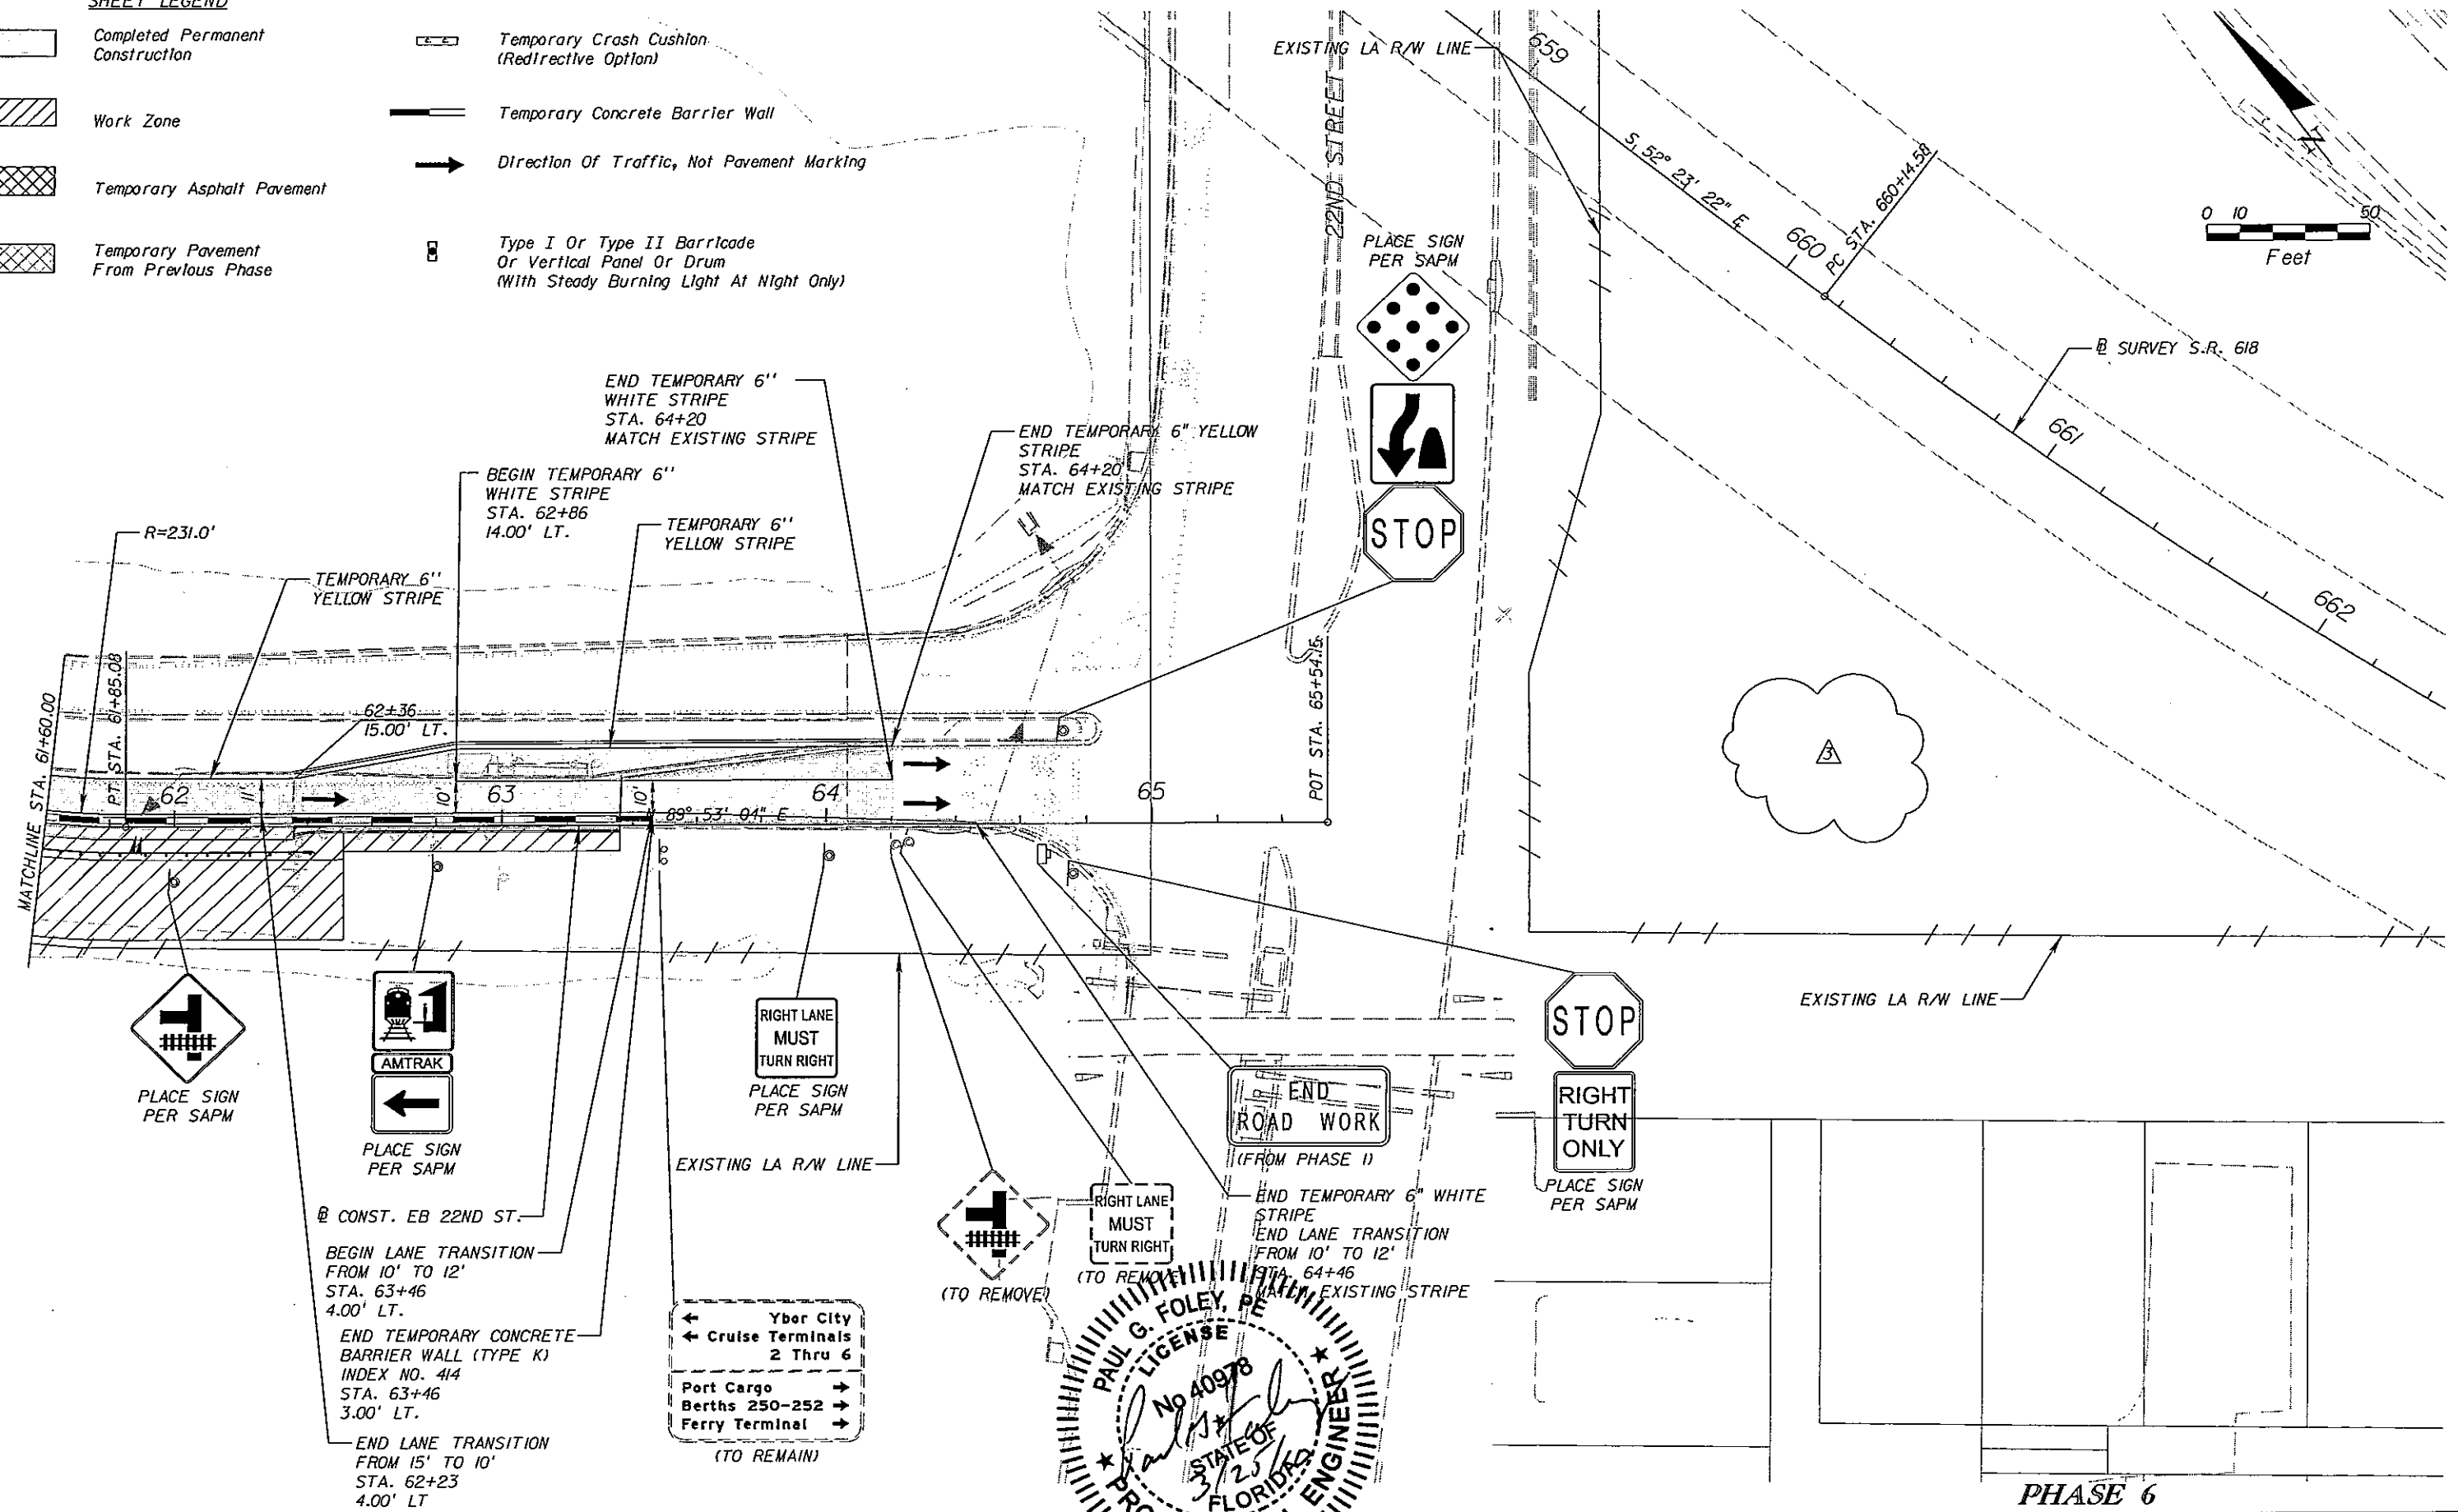 SHEET LEGEND
Completed Permanent
Construction
Work Zone
Temporary Asphalt Pavement
Temporary Pavement
From Previous Phase
Temporary Crash Cushion
(Redirective Option)
Temporary Concrete Barrier Wall
Direction Of Traffic, Not Pavement Marking
Type I Or Type II Barricade
Or Vertical Panel Or Drum
(With Steady Burning Light At Night Only)
EXISTING LA R/W LINE
22ND STREET
659
S. 52° 23' 22" E
660
PC STA. 660+14.58
661
662
0 10 50
Feet
℄ SURVEY S.R. 618
PLACE SIGN
PER SAPM
STOP
END TEMPORARY 6''
WHITE STRIPE
STA. 64+20
MATCH EXISTING STRIPE
END TEMPORARY 6" YELLOW
STRIPE
STA. 64+20
MATCH EXISTING STRIPE
BEGIN TEMPORARY 6''
WHITE STRIPE
STA. 62+86
14.00' LT.
TEMPORARY 6''
YELLOW STRIPE
R=231.0'
TEMPORARY 6''
YELLOW STRIPE
MATCHLINE STA. 61+60.00
PT STA. 61+85.08
62+36
15.00' LT.
POT STA. 65+54.15
62
11'
10'
63
10'
64
65
89° 53' 04" E
3
PLACE SIGN
PER SAPM
AMTRAK
PLACE SIGN
PER SAPM
RIGHT LANE
MUST
TURN RIGHT
PLACE SIGN
PER SAPM
EXISTING LA R/W LINE
(TO REMOVE)
RIGHT LANE
MUST
TURN RIGHT
(TO REMOVE)
END
ROAD WORK
(FROM PHASE I)
END TEMPORARY 6" WHITE
STRIPE
END LANE TRANSITION
FROM 10' TO 12'
STA. 64+46
MATCH EXISTING STRIPE
STOP
RIGHT
TURN
ONLY
PLACE SIGN
PER SAPM
EXISTING LA R/W LINE
℄ CONST. EB 22ND ST.
BEGIN LANE TRANSITION
FROM 10' TO 12'
STA. 63+46
4.00' LT.
END TEMPORARY CONCRETE
BARRIER WALL (TYPE K)
INDEX NO. 414
STA. 63+46
3.00' LT.
END LANE TRANSITION
FROM 15' TO 10'
STA. 62+23
4.00' LT
← Ybor City
← Cruise Terminals
2 Thru 6
Port Cargo →
Berths 250-252 →
Ferry Terminal →
(TO REMAIN)
PAUL G. FOLEY, PE
LICENSE
No 40978
STATE OF
FLORIDA
ENGINEER
PHASE 6